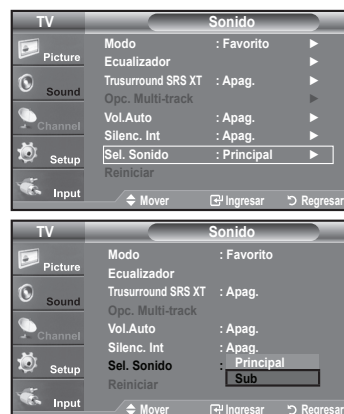 TV Sonido
Picture
Sound
Channel
Setup
Input
Modo : Favorito
Ecualizador
Trusurround SRS XT : Apag.
Opc. Multi-track
Vol.Auto : Apag.
Silenc. Int : Apag.
Sel. Sonido : Principal
Reiniciar
Mover Ingresar Regresar
TV Sonido
Picture
Sound
Channel
Setup
Input
Modo : Favorito
Ecualizador
Trusurround SRS XT : Apag.
Opc. Multi-track
Vol.Auto : Apag.
Silenc. Int : Apag.
Sel. Sonido : Principal
Sub
Reiniciar
Mover Ingresar Regresar